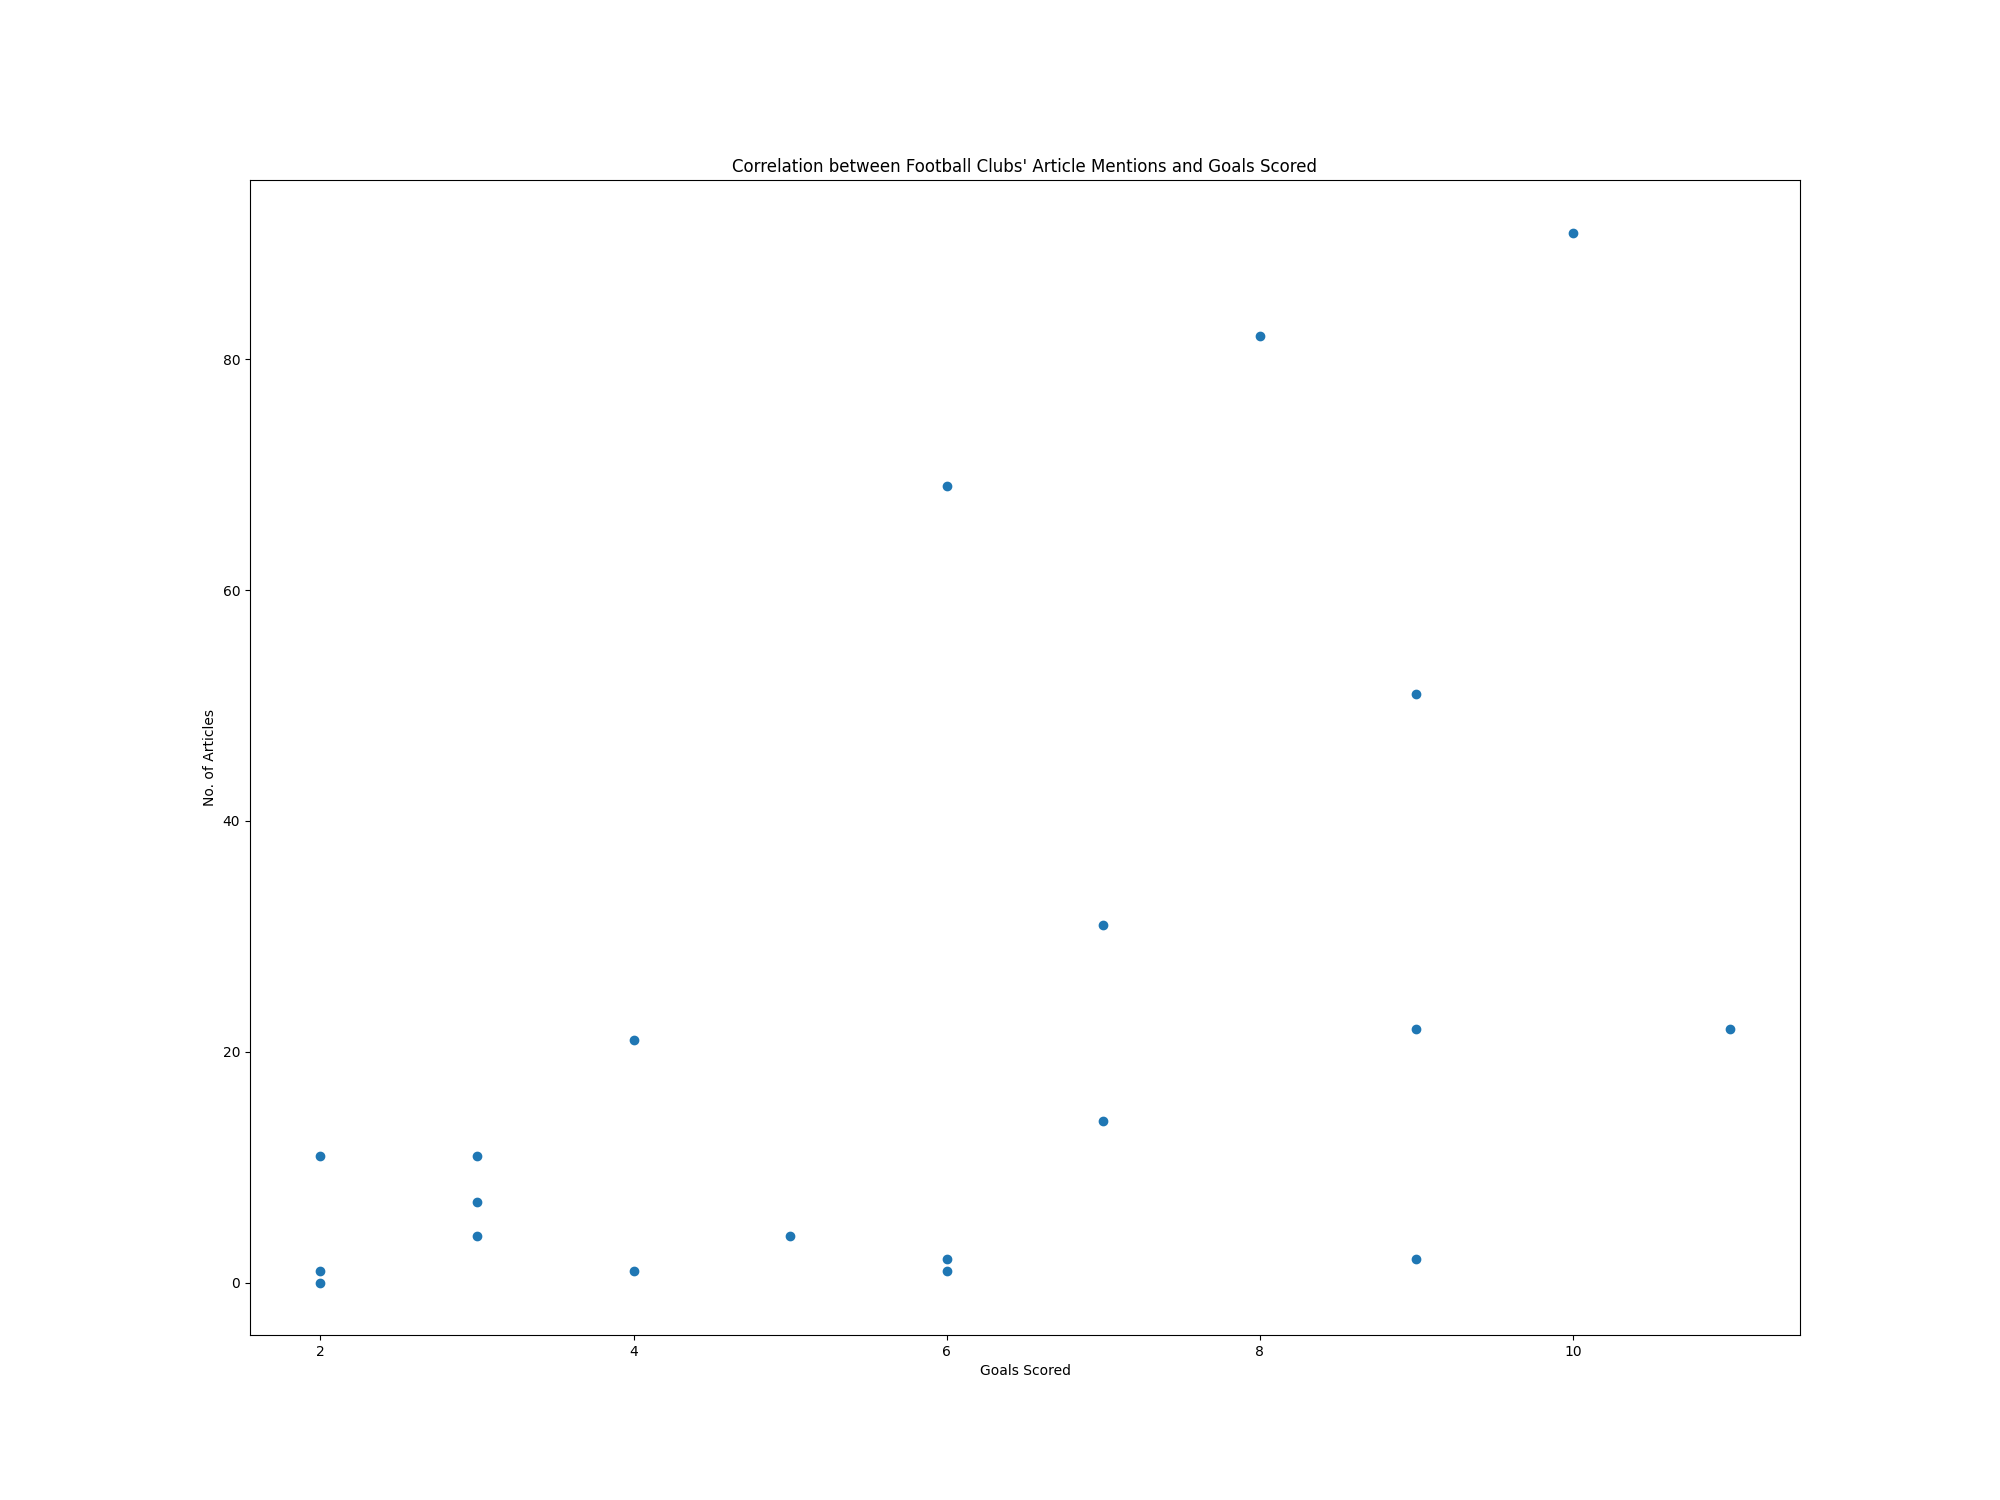 Correlation between Football Clubs' Article Mentions and Goals Scored
80
60
40
20
0
No. of Articles
2 4 6 8 10
Goals Scored